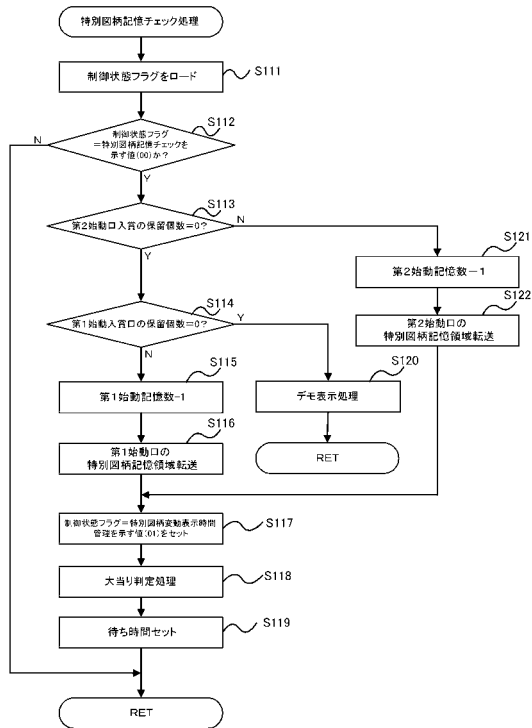 特別図柄記憶チェック処理
S111
制御状態フラグをロード
S112
制御状態フラグ
=特別図柄記憶チェックを
示す値(00)か?
N
Y
S113
第2始動口入賞の保留個数=0?
N
Y
S121
第2始動記憶数-1
S122
第2始動口の
特別図柄記憶領域転送
S114
第1始動入賞口の保留個数=0?
Y
N
S115
第1始動記憶数-1
S120
デモ表示処理
RET
S116
第1始動口の
特別図柄記憶領域転送
S117
制御状態フラグ=特別図柄変動表示時間
管理を示す値(01)をセット
S118
大当り判定処理
S119
待ち時間セット
RET